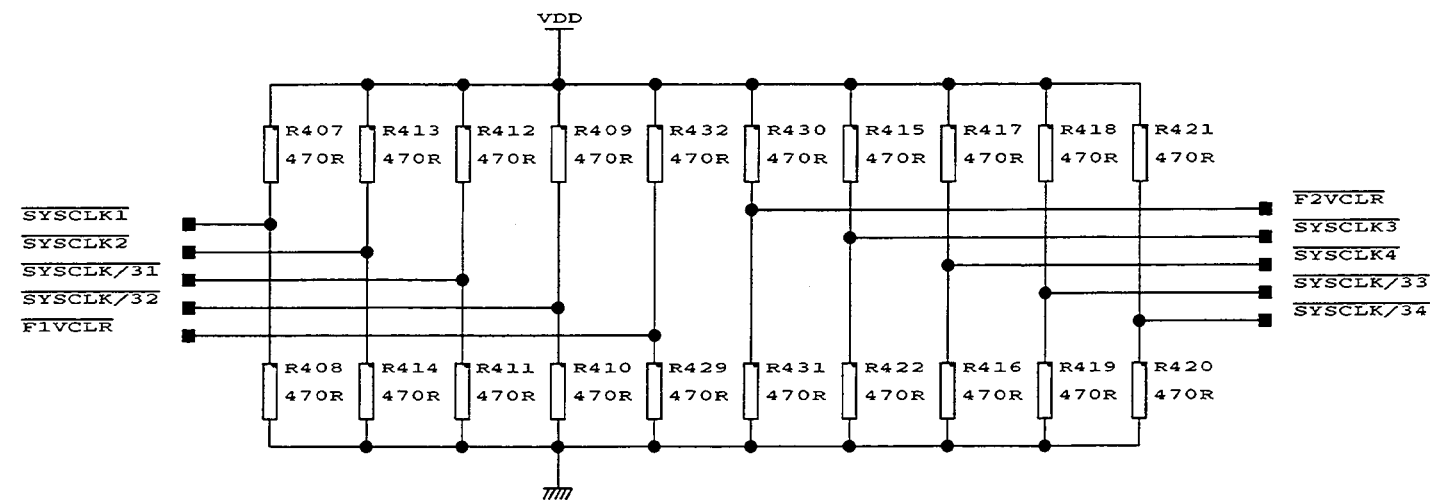 VDD
R407 R413 R412 R409 R432 R430 R415 R417 R418 R421
470R 470R 470R 470R 470R 470R 470R 470R 470R 470R
SYSCLK1
SYSCLK2
SYSCLK/31
SYSCLK/32
F1VCLR
F2VCLR
SYSCLK3
SYSCLK4
SYSCLK/33
SYSCLK/34
R408 R414 R411 R410 R429 R431 R422 R416 R419 R420
470R 470R 470R 470R 470R 470R 470R 470R 470R 470R